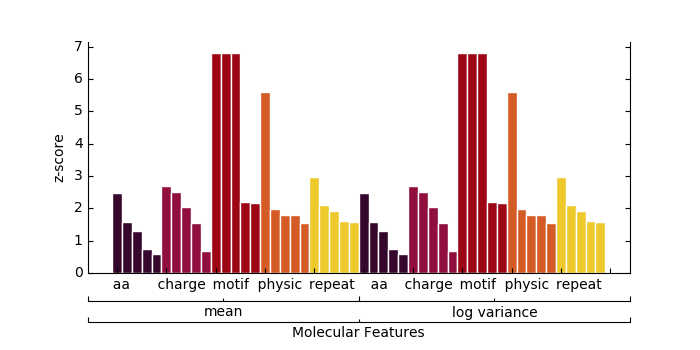 7
6
5
4
3
2
1
0
z-score
aa charge motif physic repeat aa charge motif physic repeat
mean log variance
Molecular Features